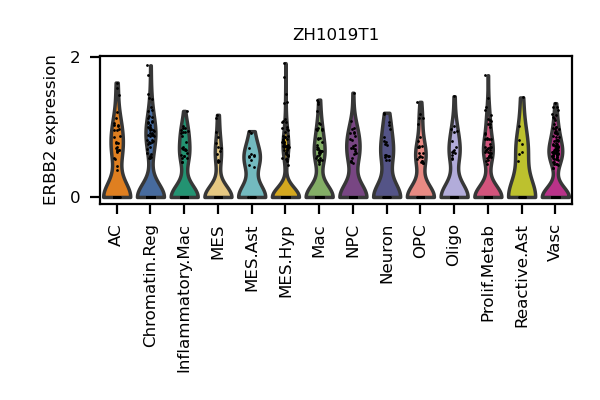 ZH1019T1
ERBB2 expression
2
0
AC
Chromatin.Reg
Inflammatory.Mac
MES
MES.Ast
MES.Hyp
Mac
NPC
Neuron
OPC
Oligo
Prolif.Metab
Reactive.Ast
Vasc